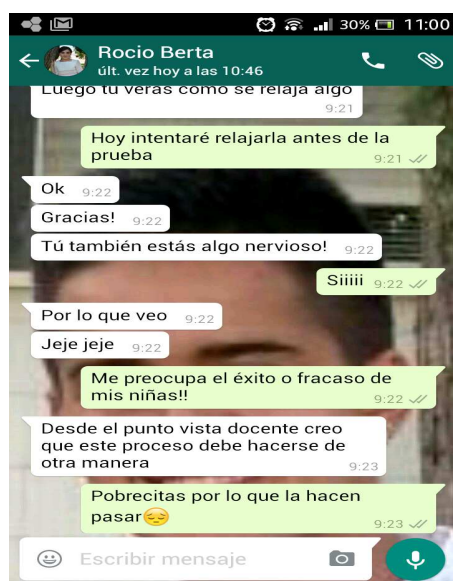 30% 11:00
Rocio Berta
últ. vez hoy a las 10:46
Luego tu verás como se relaja algo
9:21
Hoy intentaré relajarla antes de la
prueba 9:21
Ok 9:22
Gracias! 9:22
Tú también estás algo nervioso! 9:22
Siiiii 9:22
Por lo que veo 9:22
Jeje jeje 9:22
Me preocupa el éxito o fracaso de
mis niñas!! 9:22
Desde el punto vista docente creo
que este proceso debe hacerse de
otra manera 9:23
Pobrecitas por lo que la hacen
pasar😔 9:23
Escribir mensaje